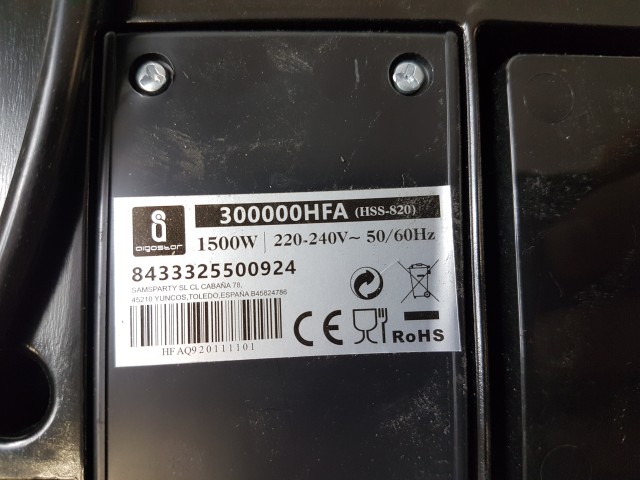 aigostar
300000HFA (HSS-820)
1500W | 220-240V~ 50/60Hz
8433325500924
SAMSPARTY SL CL CABAÑA 78,
45210 YUNCOS,TOLEDO,ESPAÑA B45824786
HFAQ920111101
CE
RoHS